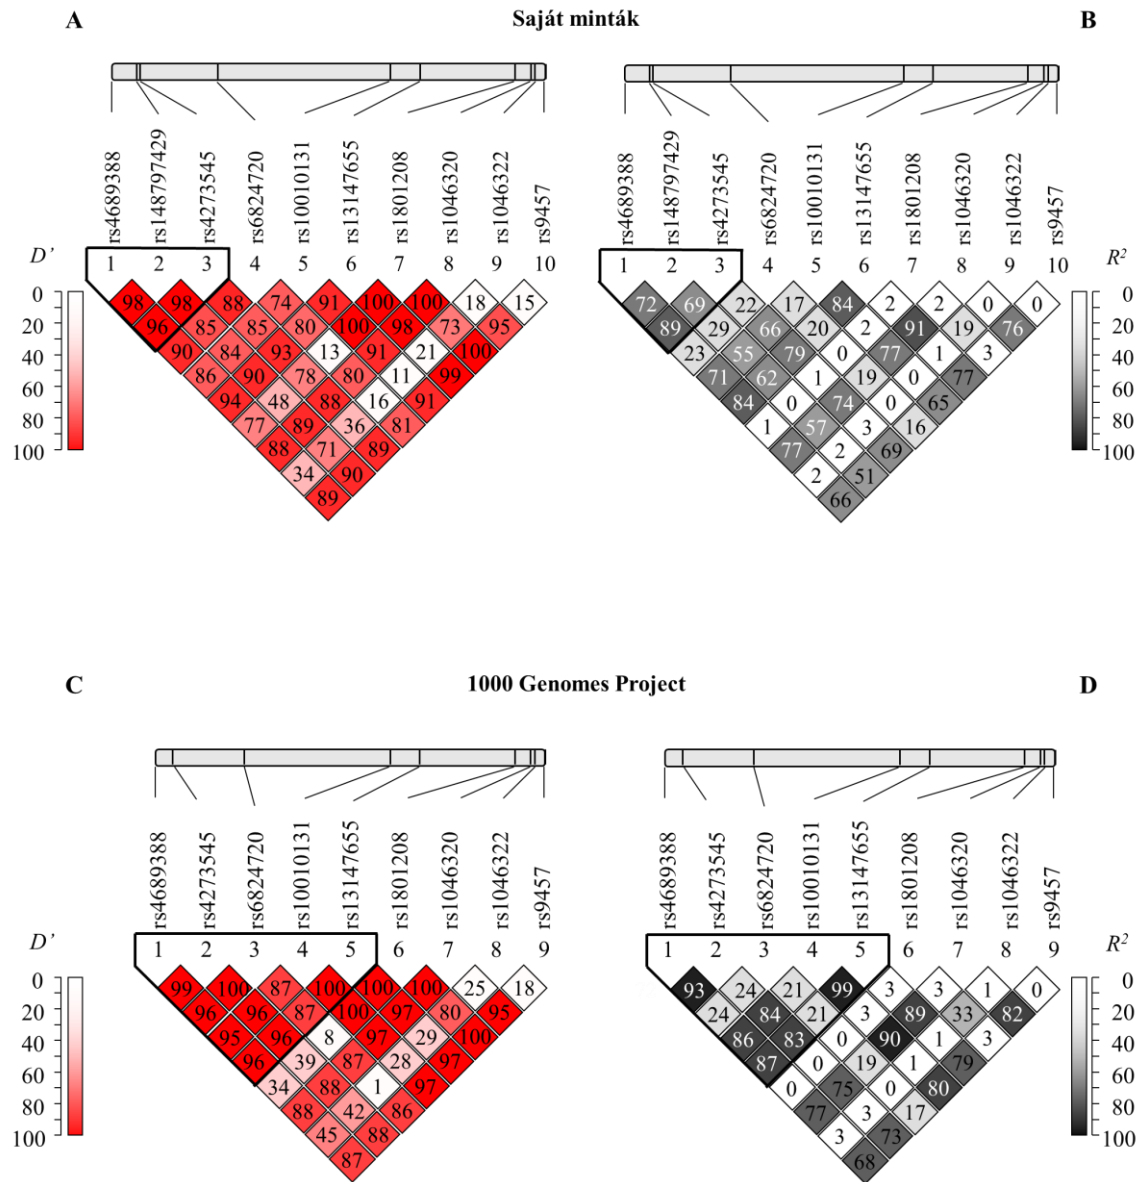 A
Saját minták
B
rs4689388
rs148797429
rs4273545
rs6824720
rs10010131
rs13147655
rs1801208
rs1046320
rs1046322
rs9457
D’
1 2 3 4 5 6 7 8 9 10
0
20
40
60
80
100
98 98 88 74 91 100 100 18 15
96 85 85 80 100 98 73 95
90 84 93 13 91 21 100
86 90 78 80 11 99
94 48 88 16 91
77 89 36 81
88 71 89
34 90
89
rs4689388
rs148797429
rs4273545
rs6824720
rs10010131
rs13147655
rs1801208
rs1046320
rs1046322
rs9457
1 2 3 4 5 6 7 8 9 10
R²
72 69 22 17 84 2 2 0 0
89 29 66 20 2 91 19 76
23 55 79 0 77 1 3
71 62 1 19 0 77
84 0 74 0 65
1 57 3 16
77 2 69
2 51
66
0
20
40
60
80
100
C
1000 Genomes Project
D
rs4689388
rs4273545
rs6824720
rs10010131
rs13147655
rs1801208
rs1046320
rs1046322
rs9457
D’
1 2 3 4 5 6 7 8 9
0
20
40
60
80
100
99 100 87 100 100 100 25 18
96 96 87 100 97 80 95
95 96 8 97 29 100
96 39 87 28 97
34 88 1 97
88 42 86
45 88
87
rs4689388
rs4273545
rs6824720
rs10010131
rs13147655
rs1801208
rs1046320
rs1046322
rs9457
1 2 3 4 5 6 7 8 9
R²
93 24 21 99 3 3 1 0
24 84 21 3 89 33 82
86 83 0 90 1 3
87 0 19 1 79
0 75 0 80
77 3 17
3 73
68
0
20
40
60
80
100